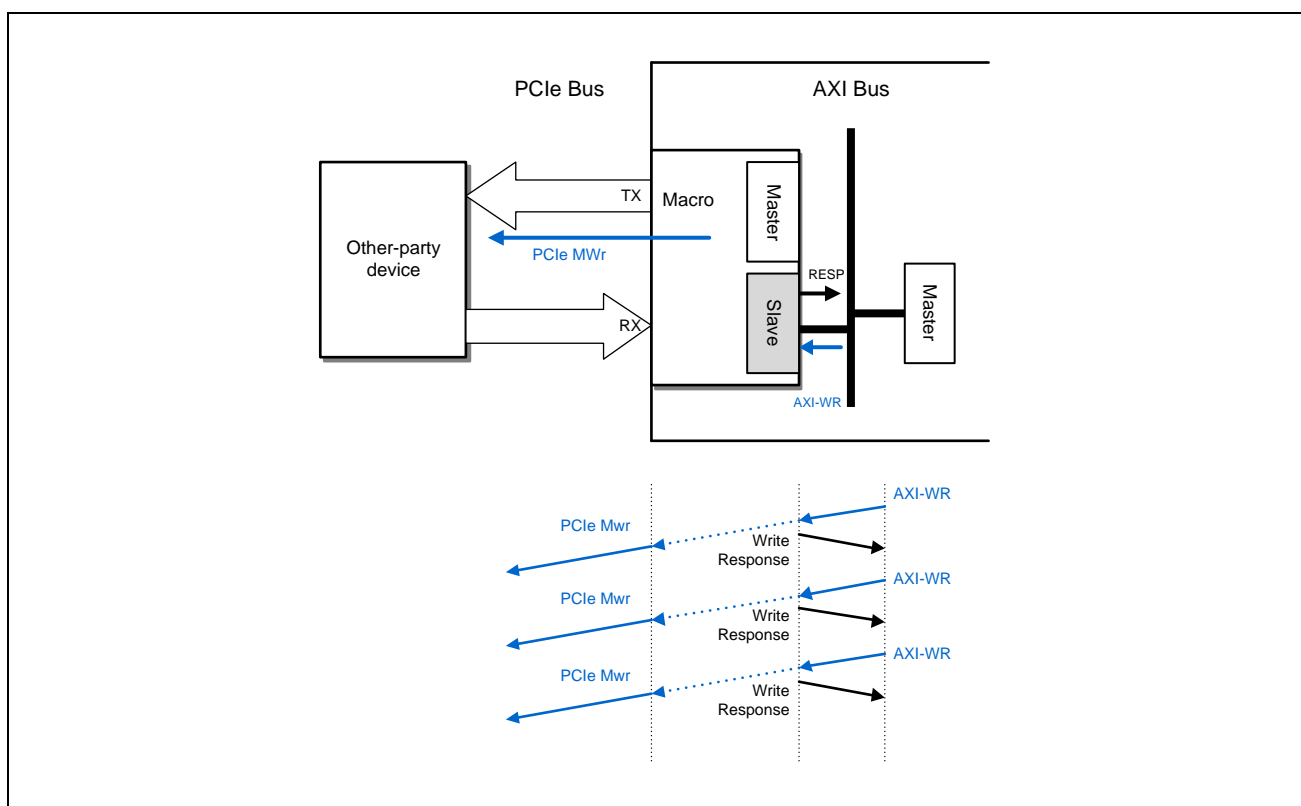 PCIe Bus
AXI Bus
Other-party
device
TX
Macro
Master
PCIe MWr
RESP
Slave
Master
RX
AXI-WR
AXI-WR
PCIe Mwr
Write
Response
AXI-WR
PCIe Mwr
Write
Response
AXI-WR
PCIe Mwr
Write
Response